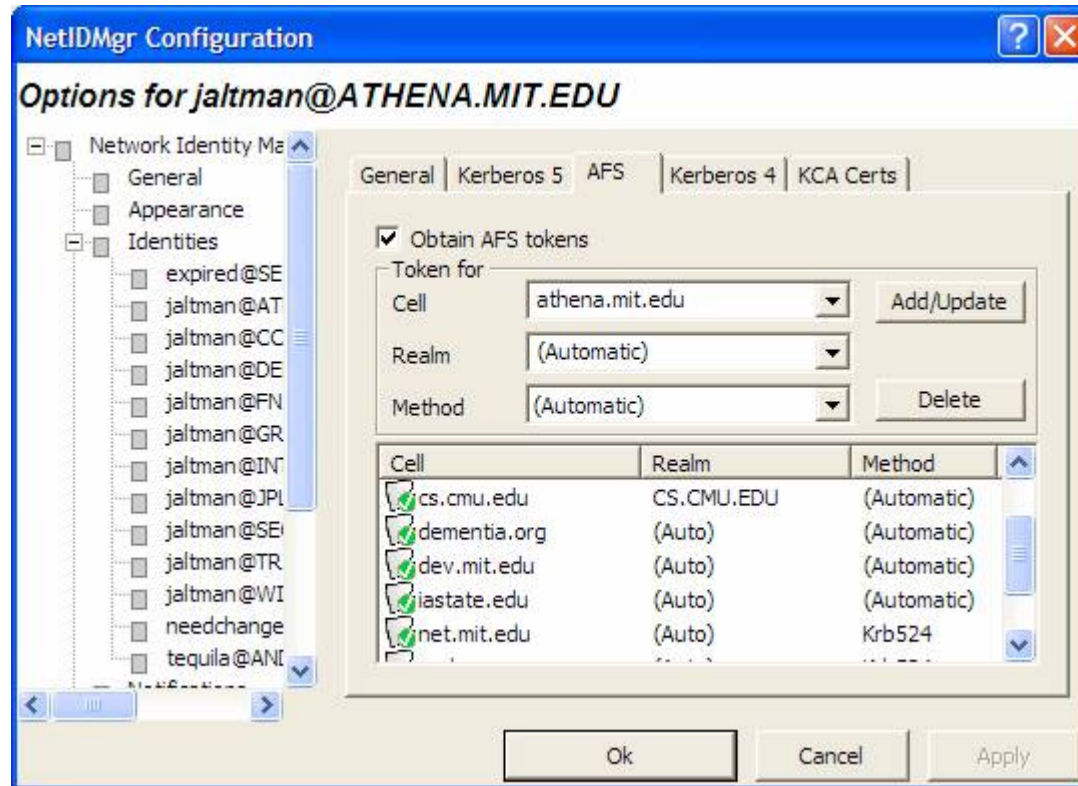 NetIDMgr Configuration
Options for jaltman@ATHENA.MIT.EDU
Network Identity Ma
General
Appearance
Identities
expired@SE
jaltman@AT
jaltman@CC
jaltman@DE
jaltman@FN
jaltman@GR
jaltman@IN
jaltman@JPL
jaltman@SE
jaltman@TR
jaltman@WI
needchange
tequila@AND
General Kerberos 5 AFS Kerberos 4 KCA Certs
Obtain AFS tokens
Token for
Cell athena.mit.edu Add/Update
Realm (Automatic)
Method (Automatic) Delete
Cell Realm Method
cs.cmu.edu CS.CMU.EDU (Automatic)
dementia.org (Auto) (Automatic)
dev.mit.edu (Auto) (Automatic)
iastate.edu (Auto) (Automatic)
net.mit.edu (Auto) Krb524
Ok Cancel Apply